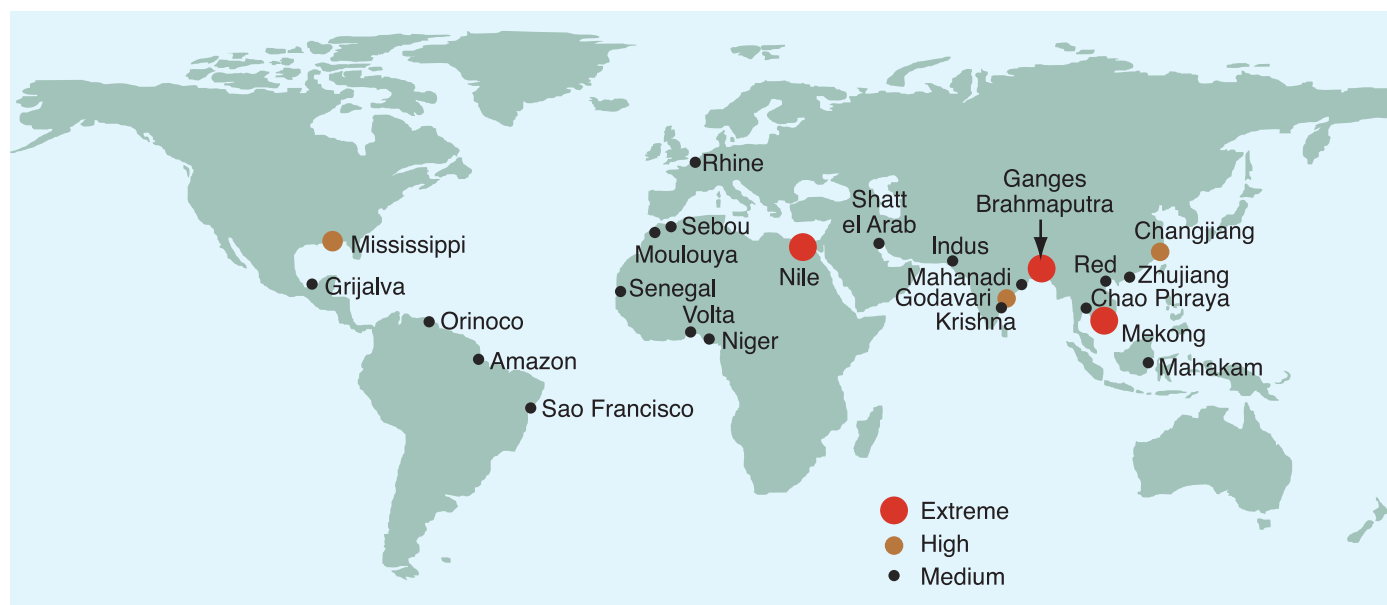 Rhine
Ganges
Brahmaputra
Shatt
el Arab
Sebou
Moulouya
Mississippi
Changjiang
Indus
Nile
Red
Zhujiang
Mahanadi
Grijalva
Senegal
Godavari
Chao Phraya
Volta
Krishna
Orinoco
Niger
Mekong
Amazon
Mahakam
Sao Francisco
Extreme
High
Medium